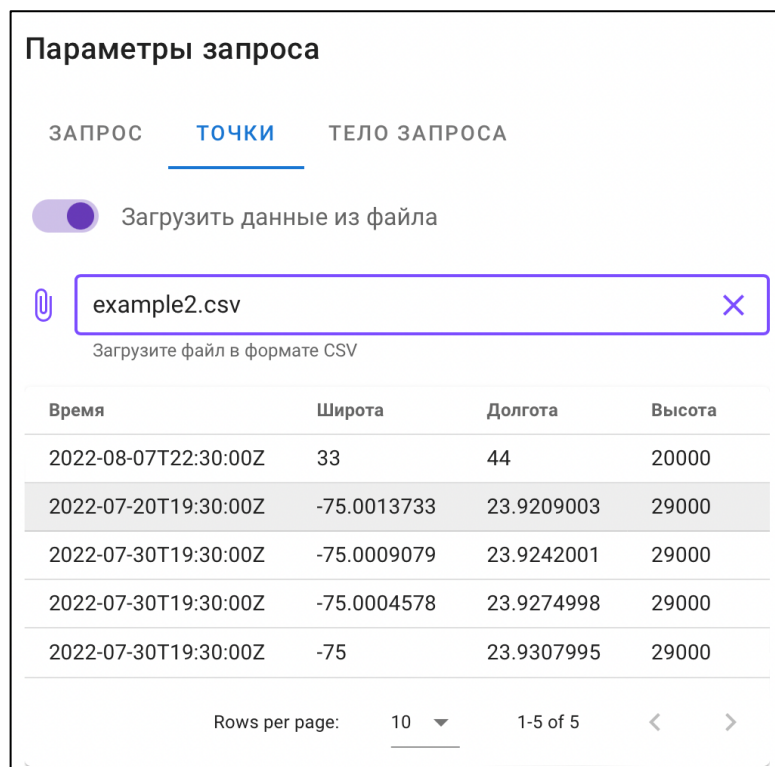 Параметры запроса
ЗАПРОС ТОЧКИ ТЕЛО ЗАПРОСА
Загрузить данные из файла
example2.csv
Загрузите файл в формате CSV
Время Широта Долгота Высота
2022-08-07T22:30:00Z 33 44 20000
2022-07-20T19:30:00Z -75.0013733 23.9209003 29000
2022-07-30T19:30:00Z -75.0009079 23.9242001 29000
2022-07-30T19:30:00Z -75.0004578 23.9274998 29000
2022-07-30T19:30:00Z -75 23.9307995 29000
Rows per page: 10 1-5 of 5